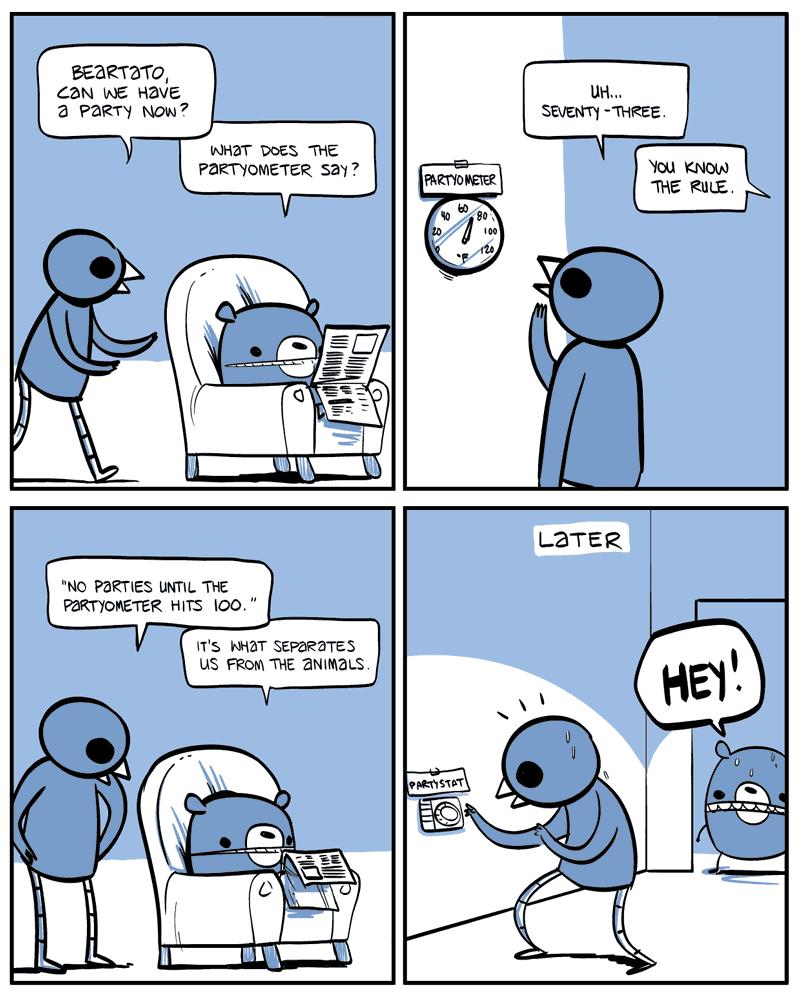 BEARTATO,
CAN WE HAVE
A PARTY NOW?
WHAT DOES THE
PARTYOMETER SAY?
UH...
SEVENTY-THREE.
YOU KNOW
THE RULE.
PARTYOMETER
60
40 80
20 100
0 120
°F
"NO PARTIES UNTIL THE
PARTYOMETER HITS 100."
IT'S WHAT SEPARATES
US FROM THE ANIMALS.
LATER
HEY!
PARTYSTAT